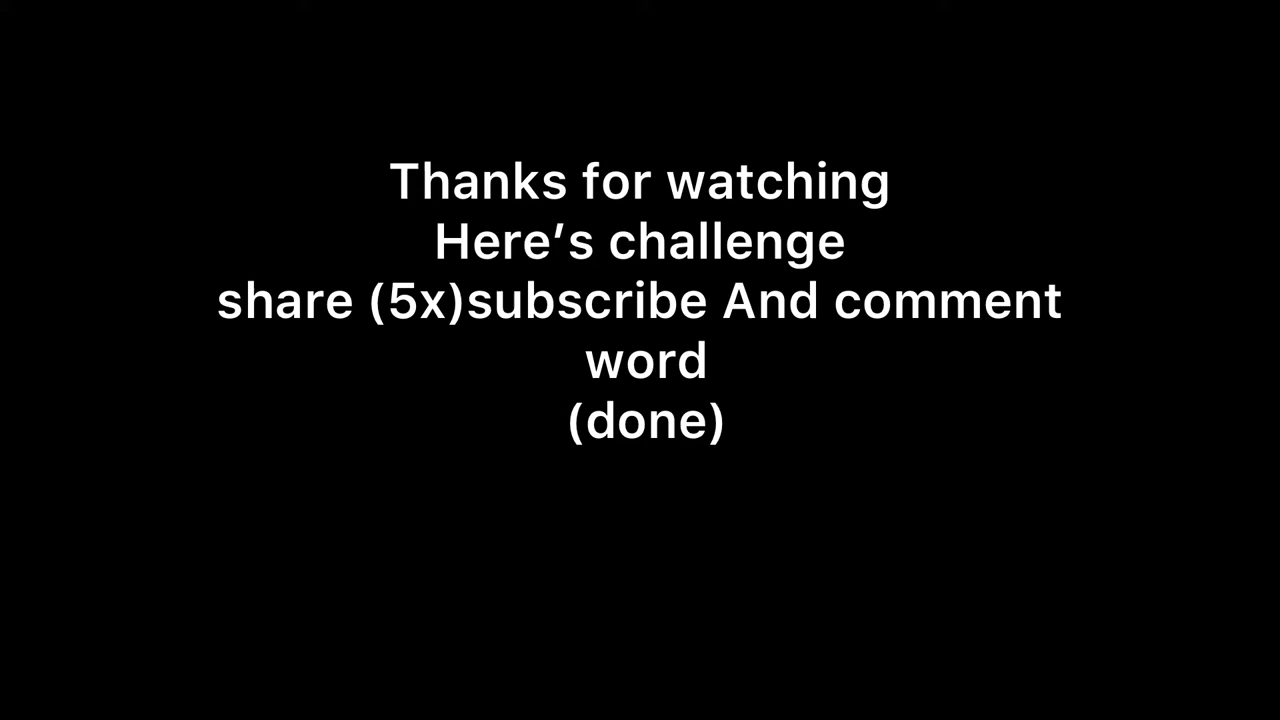 Thanks for watching
Here’s challenge
share (5x)subscribe And comment
word
(done)